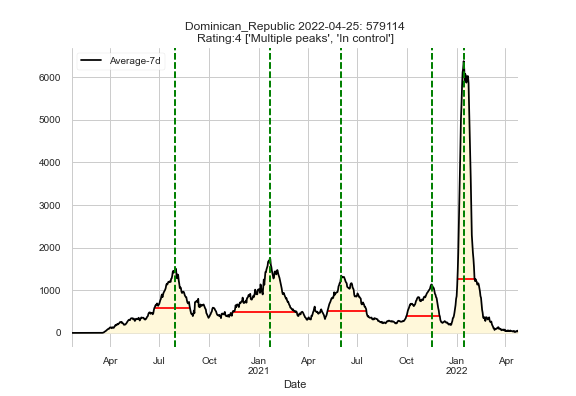 Dominican_Republic 2022-04-25: 579114
Rating:4 ['Multiple peaks', 'In control']
Average-7d
6000
5000
4000
3000
2000
1000
0
Apr
Jul
Oct
Jan
2021
Apr
Jul
Oct
Jan
2022
Apr
Date